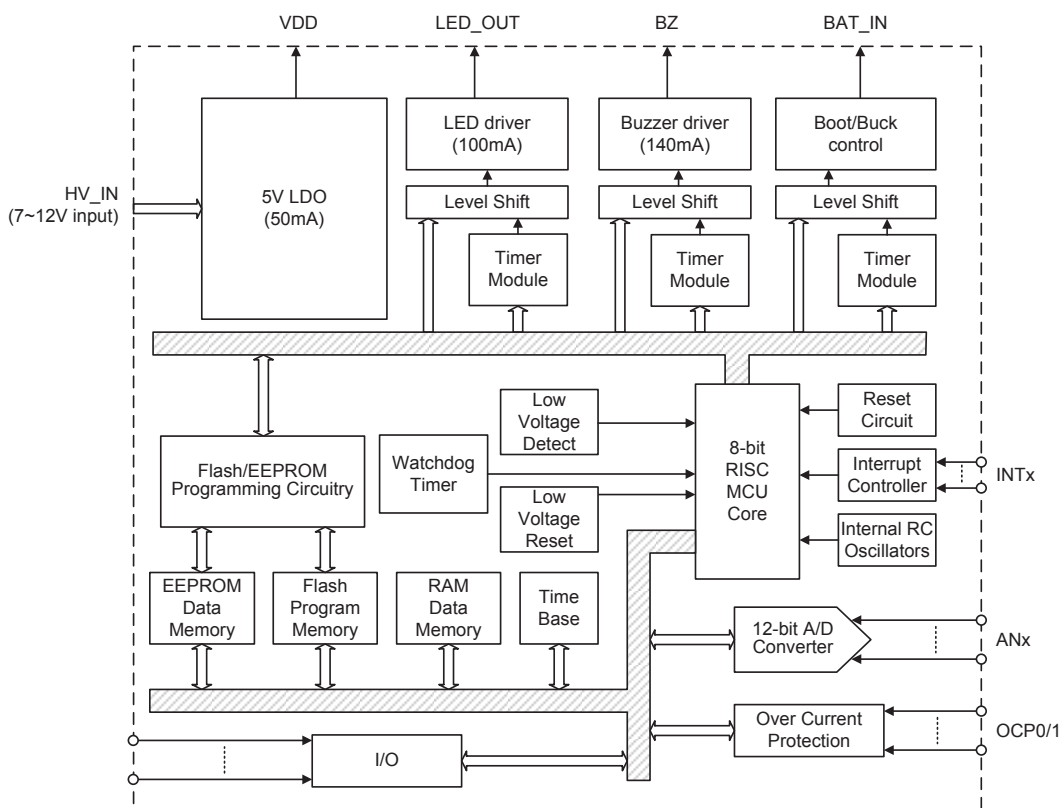 VDD
LED_OUT
BZ
BAT_IN
HV_IN
(7~12V input)
5V LDO
(50mA)
LED driver
(100mA)
Buzzer driver
(140mA)
Boot/Buck
control
Level Shift
Level Shift
Level Shift
Timer
Module
Timer
Module
Timer
Module
Flash/EEPROM
Programming Circuitry
Low
Voltage
Detect
Watchdog
Timer
Low
Voltage
Reset
8-bit
RISC
MCU
Core
Reset
Circuit
Interrupt
Controller
INTx
Internal RC
Oscillators
EEPROM
Data
Memory
Flash
Program
Memory
RAM
Data
Memory
Time
Base
12-bit A/D
Converter
ANx
Over Current
Protection
OCP0/1
I/O